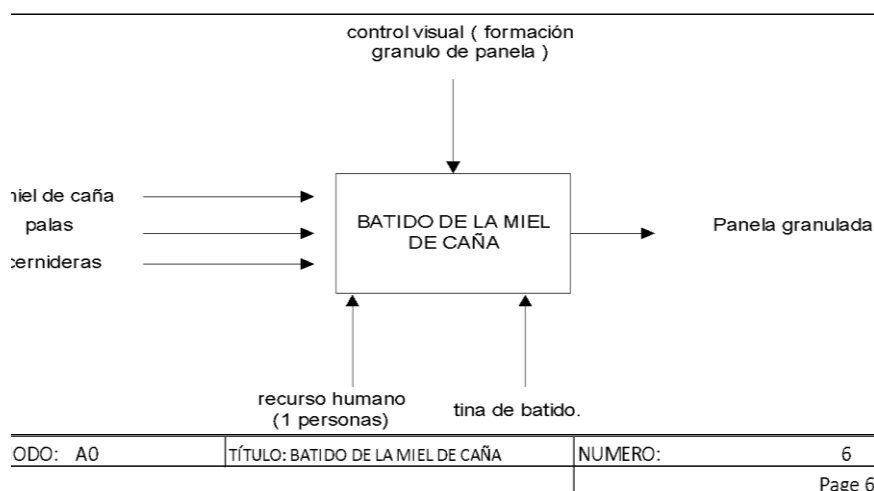 control visual ( formación
granulo de panela )
niel de caña
palas
cernideras
BATIDO DE LA MIEL
DE CAÑA
Panela granulada
recurso humano
(1 personas)
tina de batido.
ODO: A0
TÍTULO: BATIDO DE LA MIEL DE CAÑA
NUMERO: 6
Page 6